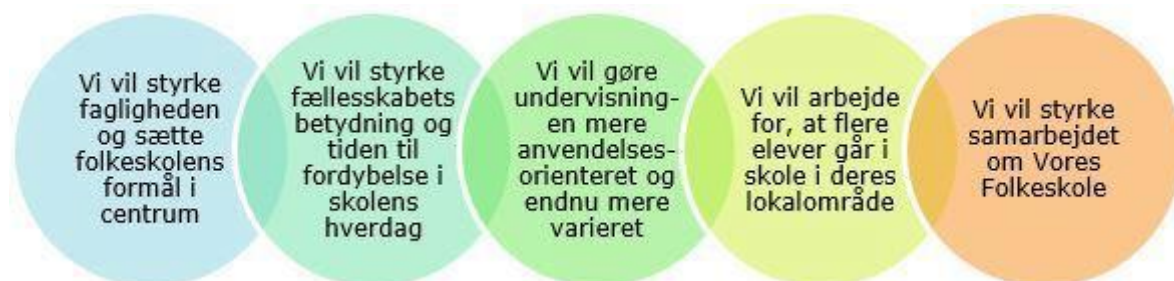 Vi vil styrke
fagligheden
og sætte
folkeskolens
formål i
centrum
Vi vil styrke
fællesskabets
betydning og
tiden til
fordybelse i
skolens
hverdag
Vi vil gøre
undervisning-
en mere
anvendelses-
orienteret og
endnu mere
varieret
Vi vil arbejde
for, at flere
elever går i
skole i deres
lokalområde
Vi vil styrke
samarbejdet
om Vores
Folkeskole